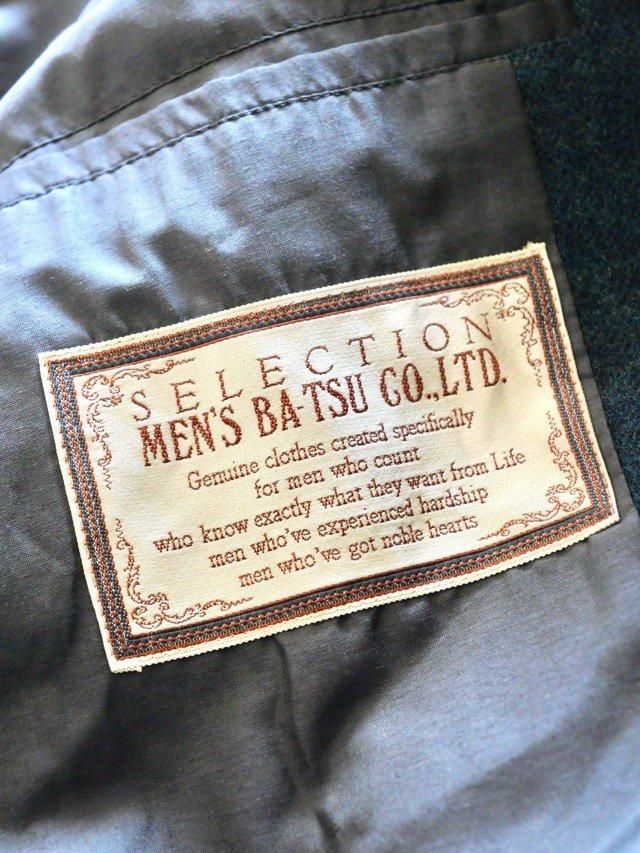 SELECTION
MEN'S BA-TSU CO.,LTD.
Genuine clothes created specifically
for men who count
who know exactly what they want from Life
men who've experienced hardship
men who've got noble hearts